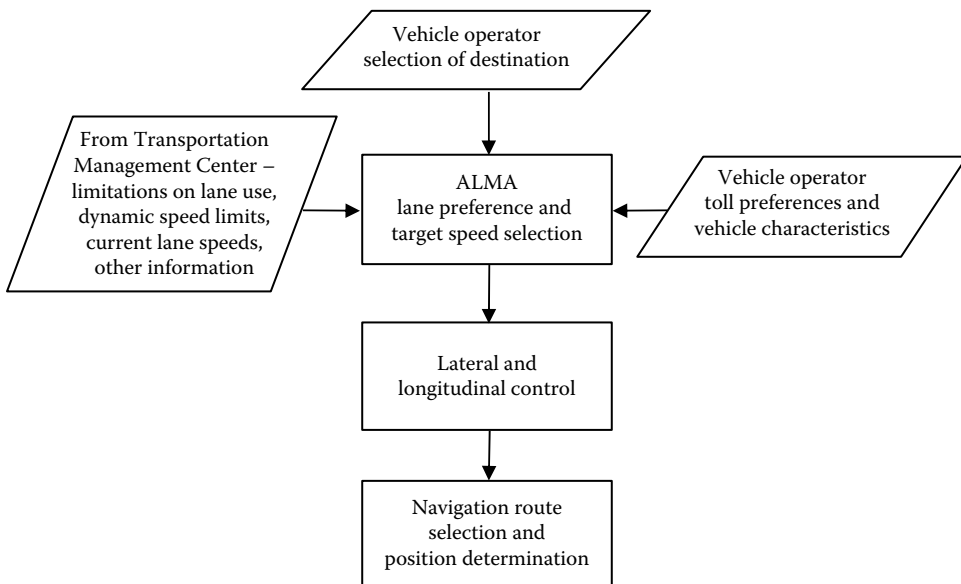 Vehicle operator
selection of destination
From Transportation
Management Center –
limitations on lane use,
dynamic speed limits,
current lane speeds,
other information
ALMA
lane preference and
target speed selection
Vehicle operator
toll preferences and
vehicle characteristics
Lateral and
longitudinal control
Navigation route
selection and
position determination